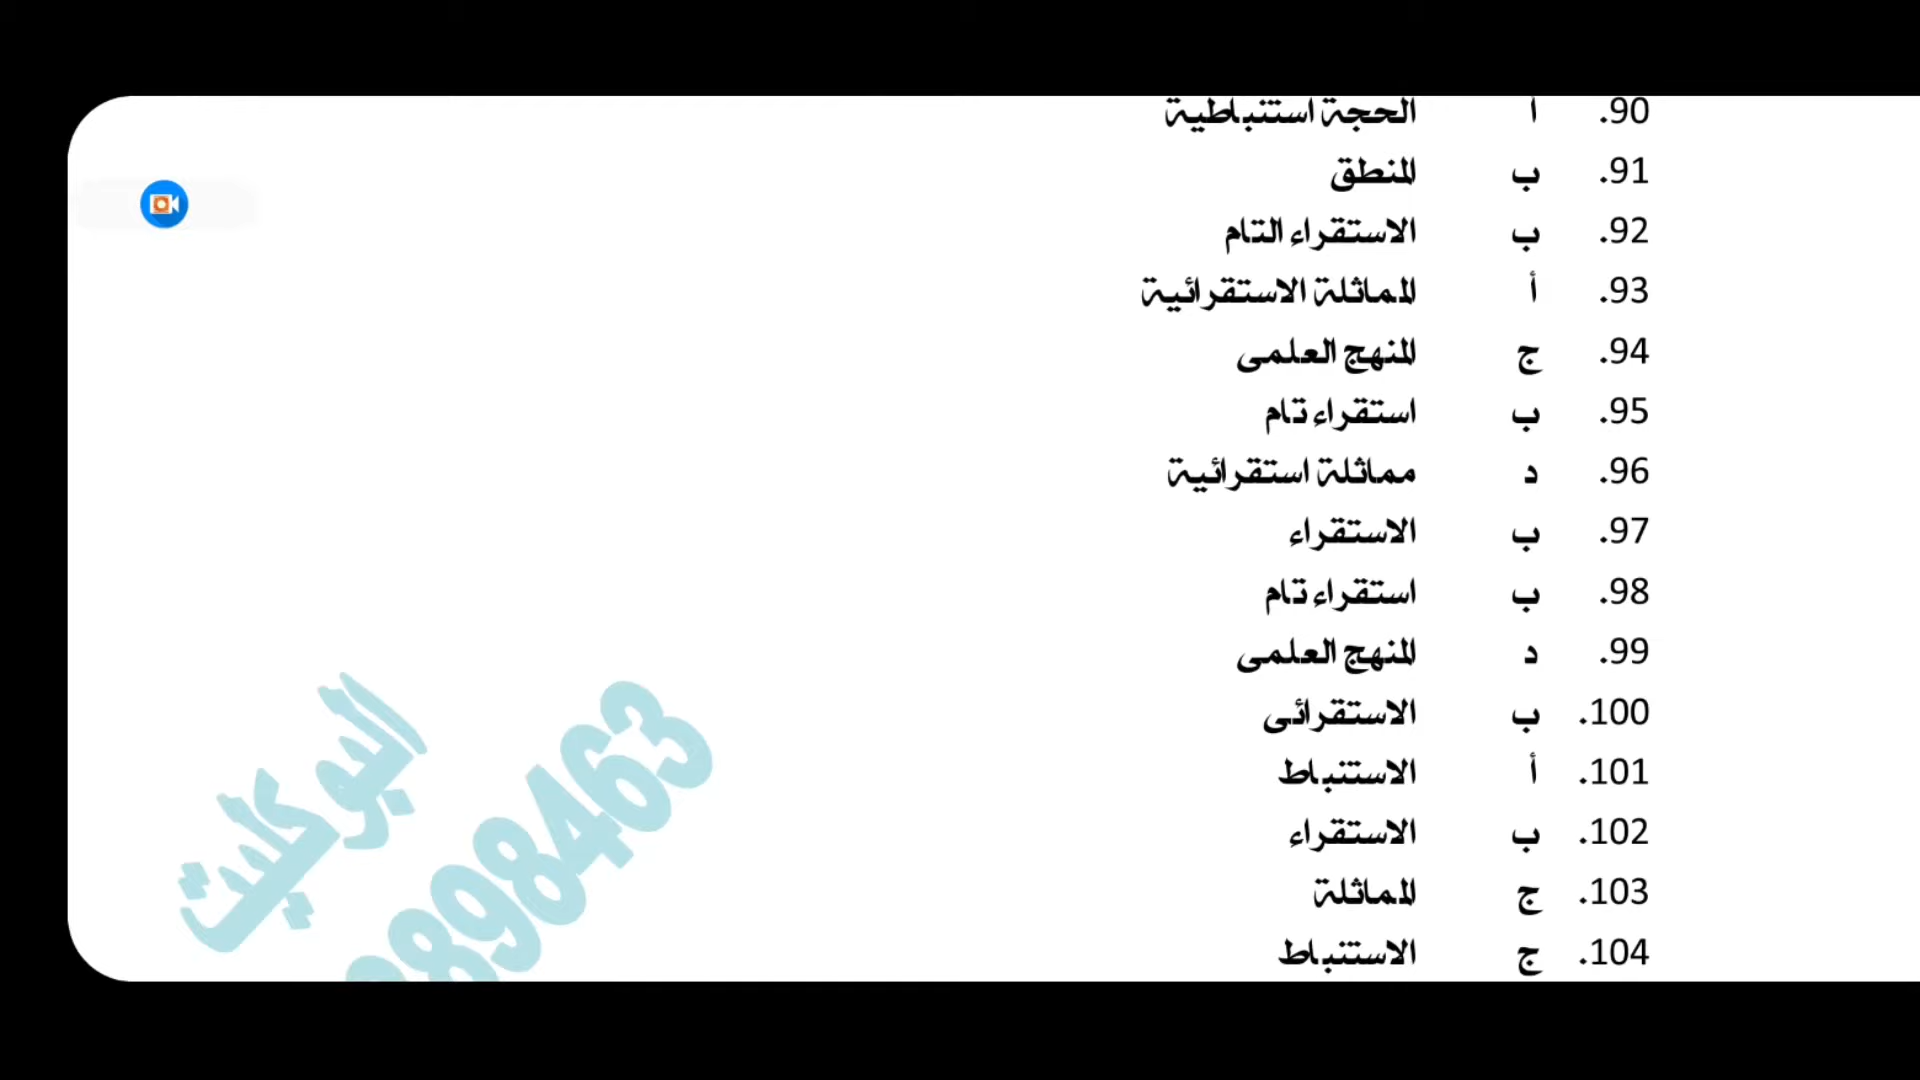 90. أ الحجة استنباطية
91. ب المنطق
92. ب الاستقراء التام
93. أ المماثلة الاستقرائية
94. ج المنهج العلمى
95. ب استقراء تام
96. د مماثلة استقرائية
97. ب الاستقراء
98. ب استقراء تام
99. د المنهج العلمى
100. ب الاستقرائى
101. أ الاستنباط
102. ب الاستقراء
103. ج المماثلة
104. ج الاستنباط
البوكليت
898463